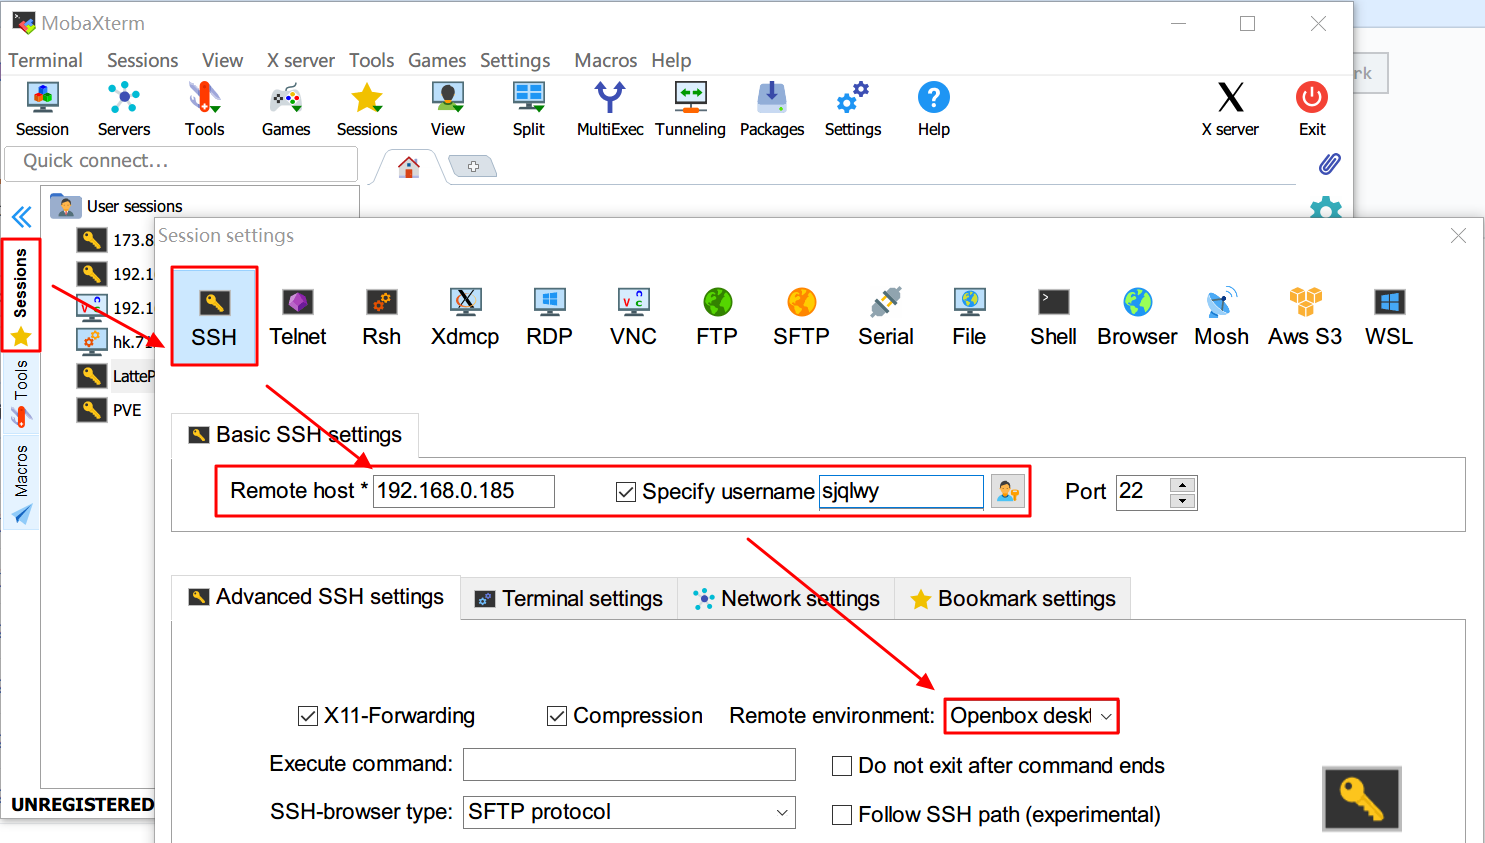 MobaXterm
Terminal Sessions View X server Tools Games Settings Macros Help
Session Servers Tools Games Sessions View Split MultiExec Tunneling Packages Settings Help X server Exit
Quick connect...
User sessions
173.8
192.1
192.1
hk.71
LatteP
PVE
Sessions
Tools
Macros
UNREGISTERED
Session settings
SSH Telnet Rsh Xdmcp RDP VNC FTP SFTP Serial File Shell Browser Mosh Aws S3 WSL
Basic SSH settings
Remote host * 192.168.0.185 Specify username sjqlwy Port 22
Advanced SSH settings Terminal settings Network settings Bookmark settings
X11-Forwarding Compression Remote environment: Openbox deskt
Execute command: Do not exit after command ends
SSH-browser type: SFTP protocol Follow SSH path (experimental)